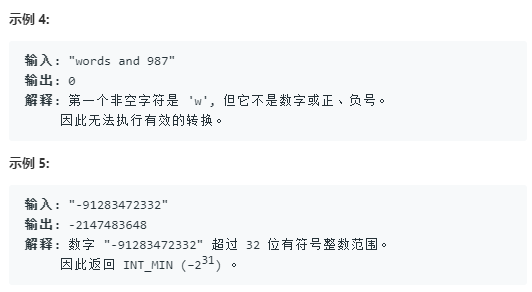 示例 4:
输入: "words and 987"
输出: 0
解释: 第一个非空字符是 'w', 但它不是数字或正、负号。
因此无法执行有效的转换。
示例 5:
输入: "-91283472332"
输出: -2147483648
解释: 数字 "-91283472332" 超过 32 位有符号整数范围。
因此返回 INT_MIN (−2³¹) 。